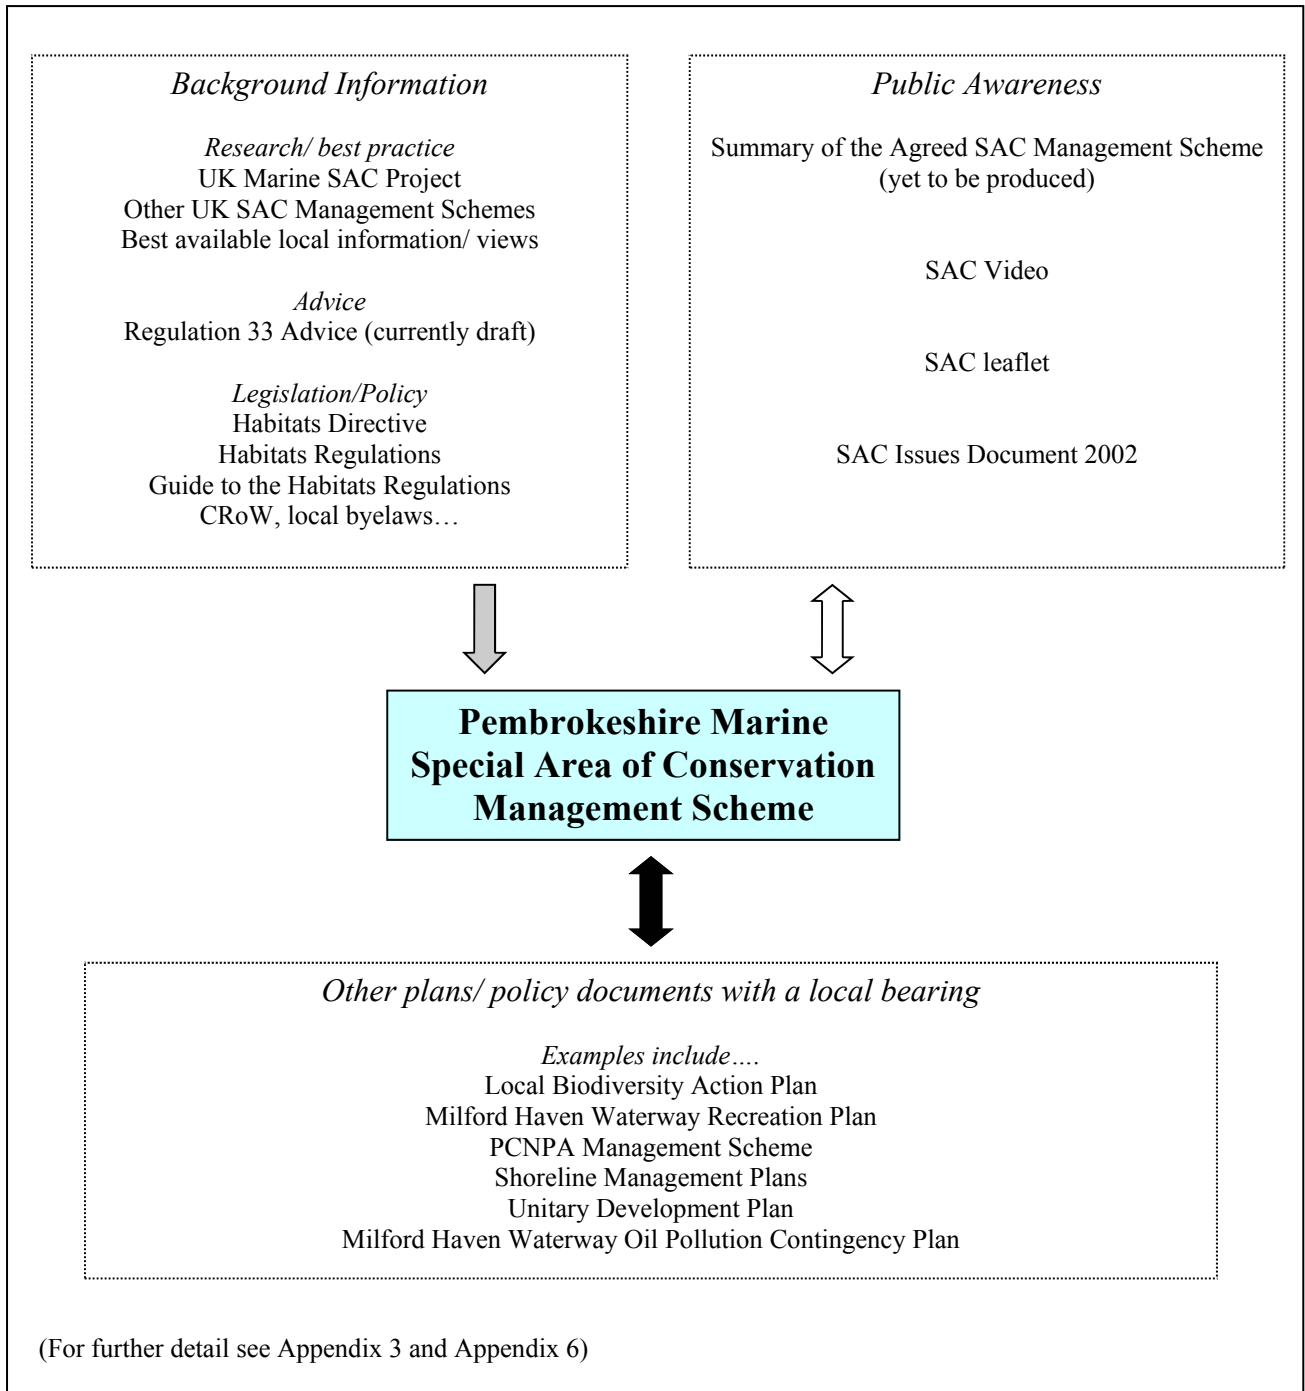 Background Information
Research/ best practice
UK Marine SAC Project
Other UK SAC Management Schemes
Best available local information/ views
Advice
Regulation 33 Advice (currently draft)
Legislation/Policy
Habitats Directive
Habitats Regulations
Guide to the Habitats Regulations
CRoW, local byelaws…
Public Awareness
Summary of the Agreed SAC Management Scheme
(yet to be produced)
SAC Video
SAC leaflet
SAC Issues Document 2002
Pembrokeshire Marine
Special Area of Conservation
Management Scheme
Other plans/ policy documents with a local bearing
Examples include….
Local Biodiversity Action Plan
Milford Haven Waterway Recreation Plan
PCNPA Management Scheme
Shoreline Management Plans
Unitary Development Plan
Milford Haven Waterway Oil Pollution Contingency Plan
(For further detail see Appendix 3 and Appendix 6)